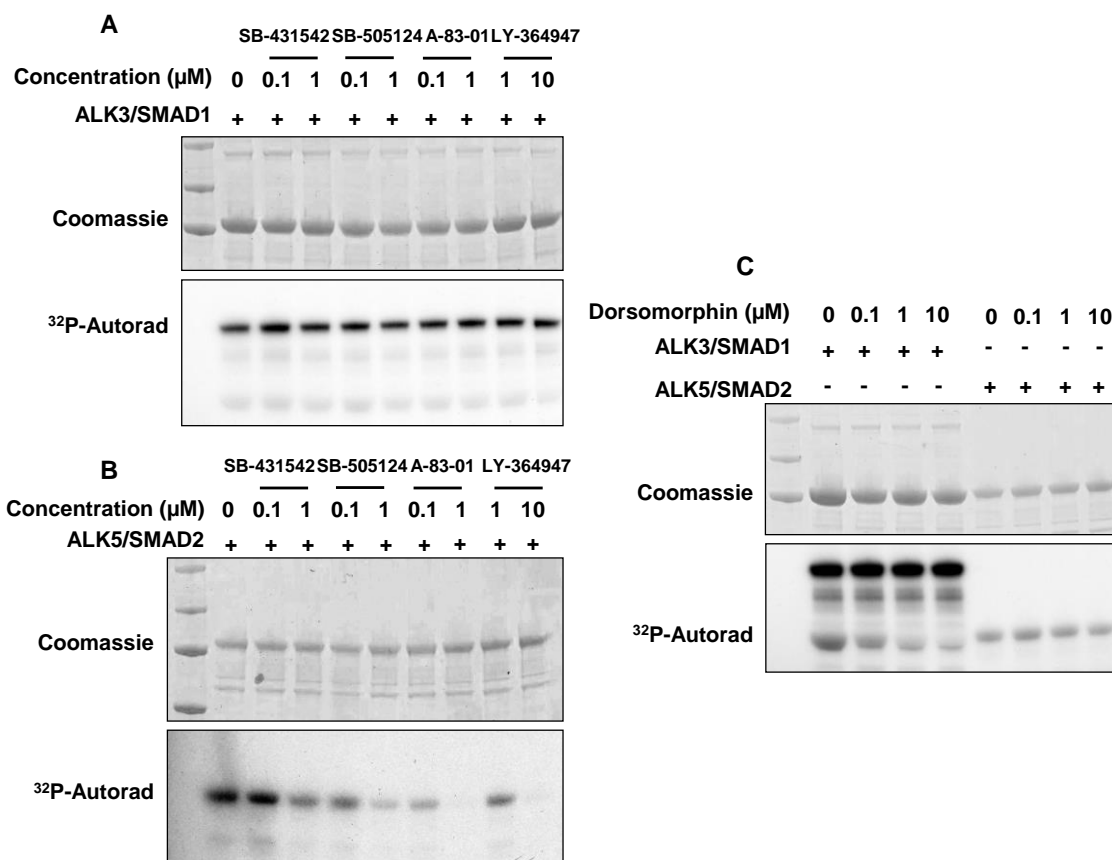 A
SB-431542 SB-505124 A-83-01 LY-364947
Concentration (µM) 0 0.1 1 0.1 1 0.1 1 1 10
ALK3/SMAD1 + + + + + + + + +
Coomassie
32P-Autorad
B
SB-431542 SB-505124 A-83-01 LY-364947
Concentration (µM) 0 0.1 1 0.1 1 0.1 1 1 10
ALK5/SMAD2 + + + + + + + + +
Coomassie
32P-Autorad
C
Dorsomorphin (µM) 0 0.1 1 10 0 0.1 1 10
ALK3/SMAD1 + + + + - - - -
ALK5/SMAD2 - - - - + + + +
Coomassie
32P-Autorad